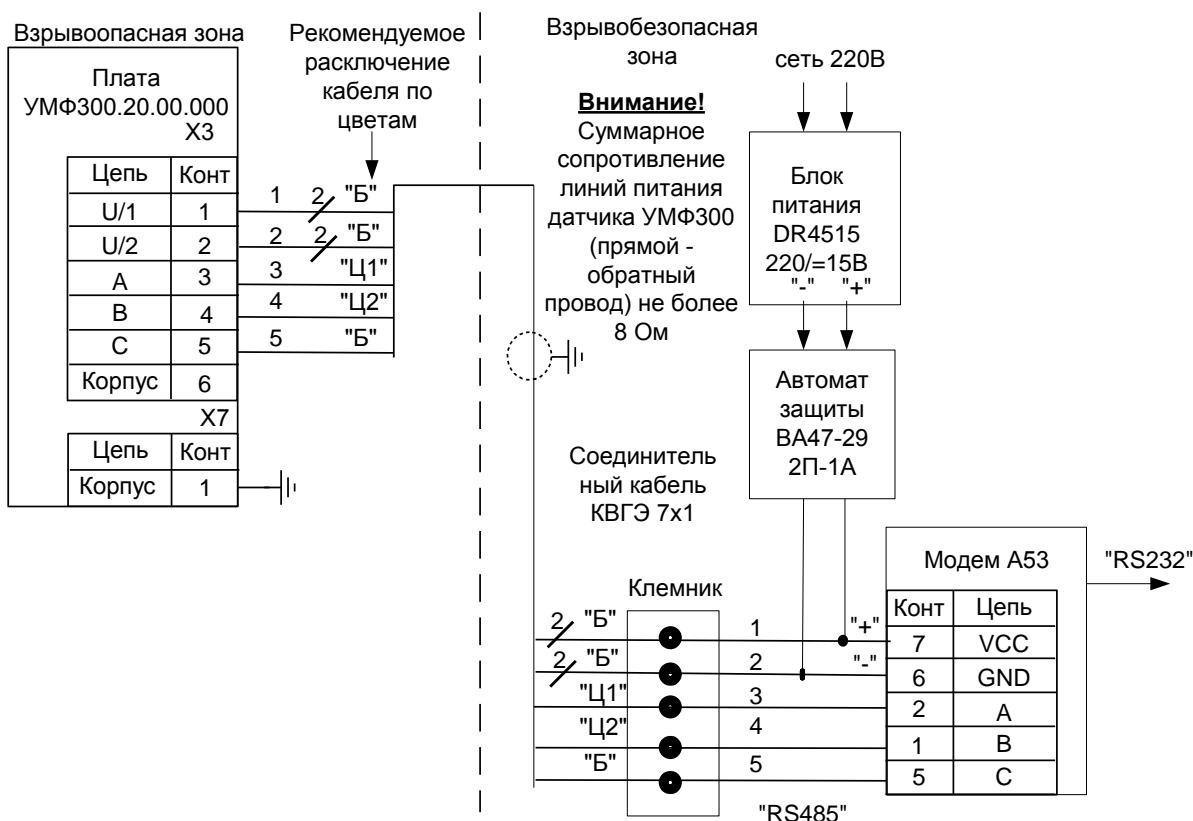 Взрывоопасная зона
Плата
УМФ300.20.00.000
X3
Цепь Конт
U/1 1
U/2 2
A 3
B 4
C 5
Корпус 6
X7
Цепь Конт
Корпус 1
Рекомендуемое
расключение
кабеля по
цветам
1 2 "Б"
2 2 "Б"
3 "Ц1"
4 "Ц2"
5 "Б"
Взрывобезопасная
зона
Внимание!
Суммарное
сопротивление
линий питания
датчика УМФ300
(прямой -
обратный
провод) не более
8 Ом
сеть 220В
Блок
питания
DR4515
220/=15В
"-" "+"
Автомат
защиты
ВА47-29
2П-1А
Соединитель
ный кабель
КВГЭ 7х1
Клемник
2 "Б" 1 "+"
2 "Б" 2 "-"
"Ц1" 3
"Ц2" 4
"Б" 5
"RS485"
Модем А53
Конт Цепь
7 VCC
6 GND
2 A
1 B
5 C
"RS232"